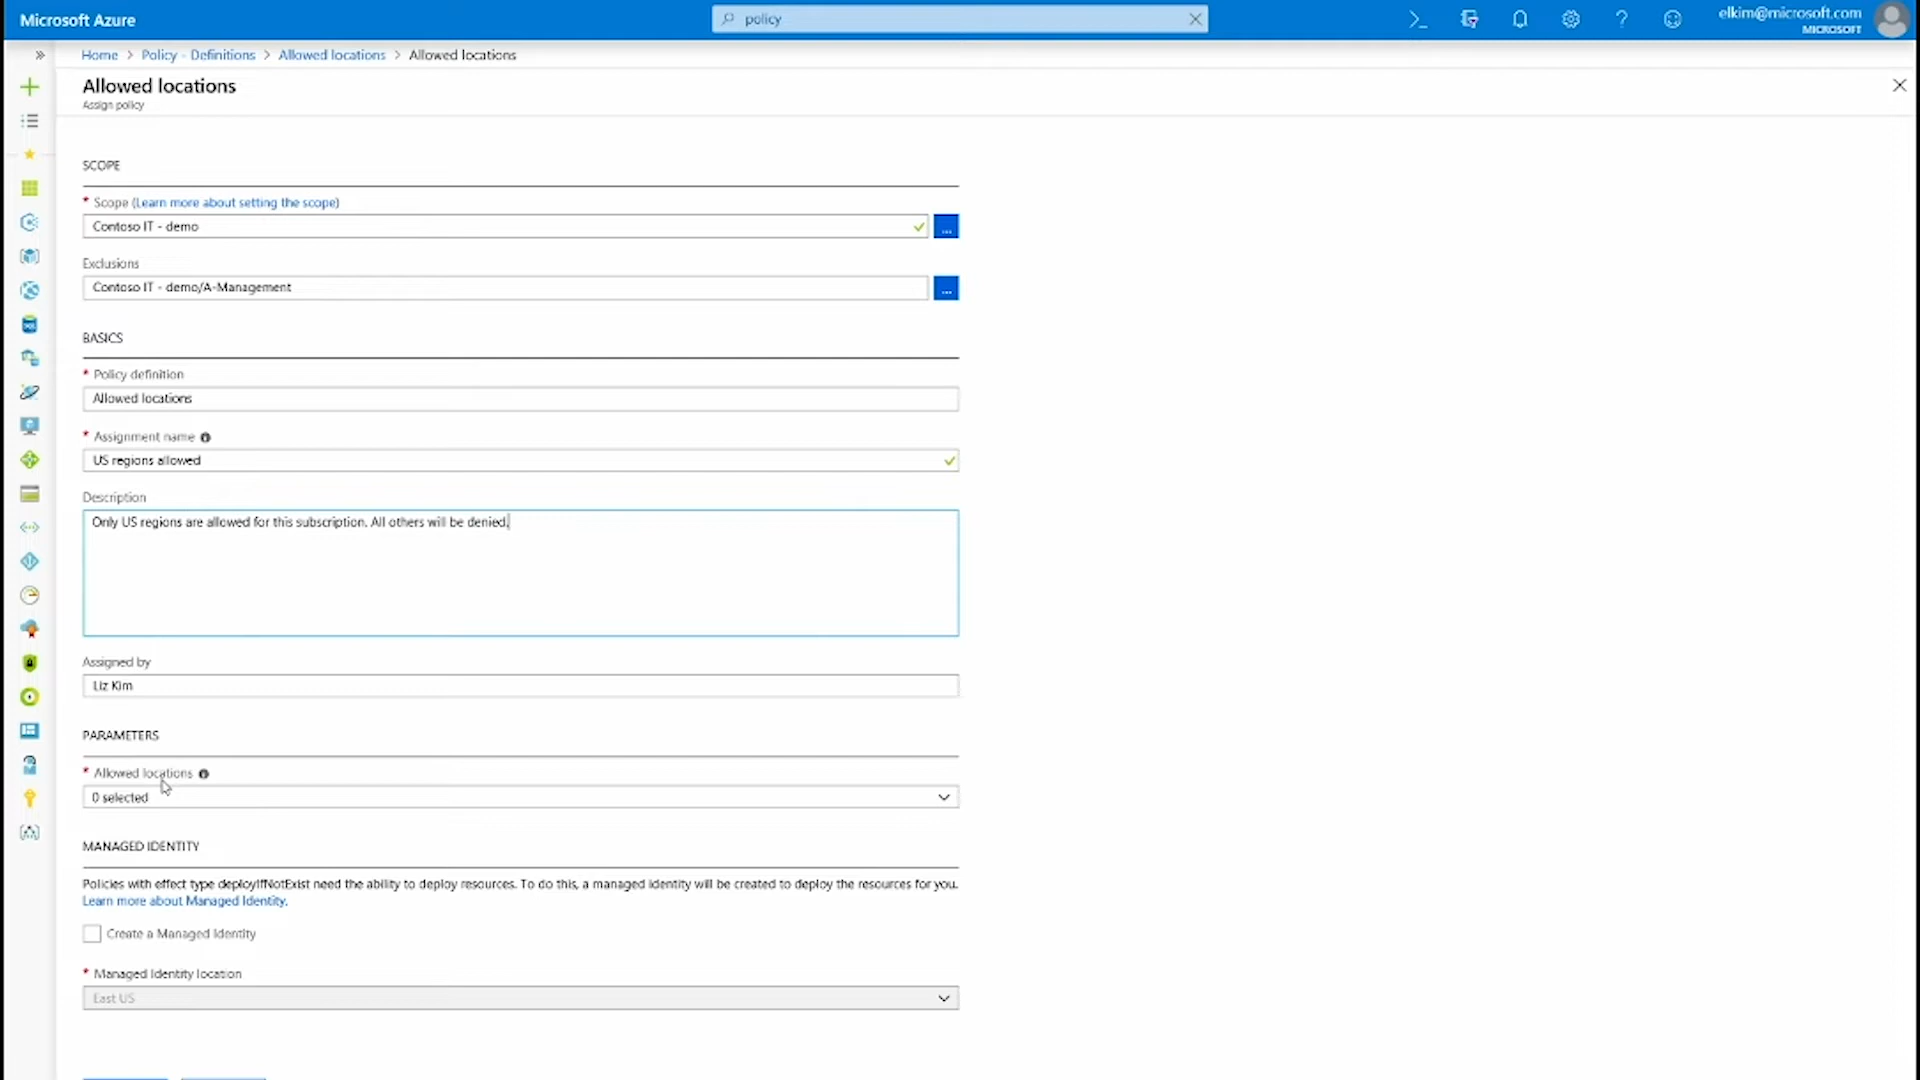 Microsoft Azure
policy
elkim@microsoft.com
MICROSOFT
Home > Policy - Definitions > Allowed locations > Allowed locations
Allowed locations
Assign policy
SCOPE
* Scope (Learn more about setting the scope)
Contoso IT - demo
...
Exclusions
Contoso IT - demo/A-Management
...
BASICS
* Policy definition
Allowed locations
* Assignment name
US regions allowed
Description
Only US regions are allowed for this subscription. All others will be denied.
Assigned by
Liz Kim
PARAMETERS
* Allowed locations
0 selected
MANAGED IDENTITY
Policies with effect type deployIfNotExist need the ability to deploy resources. To do this, a managed identity will be created to deploy the resources for you.
Learn more about Managed Identity.
Create a Managed Identity
* Managed Identity location
East US